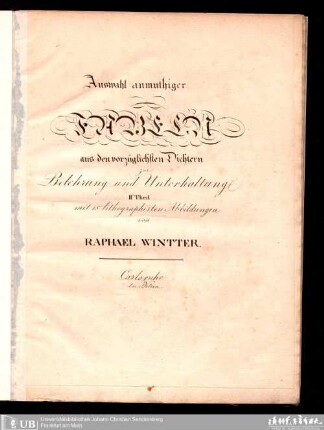 Auswahl anmuthiger
FABELN
aus den vorzüglichsten Dichtern
zur
Belehrung und Unterhaltung
IIr Theil
mit lithographirten Abbildungen
von
RAPHAEL WINTTER.
Carlsruhe
UB
Universitätsbibliothek Johann Christian Senckenberg
Frankfurt am Main